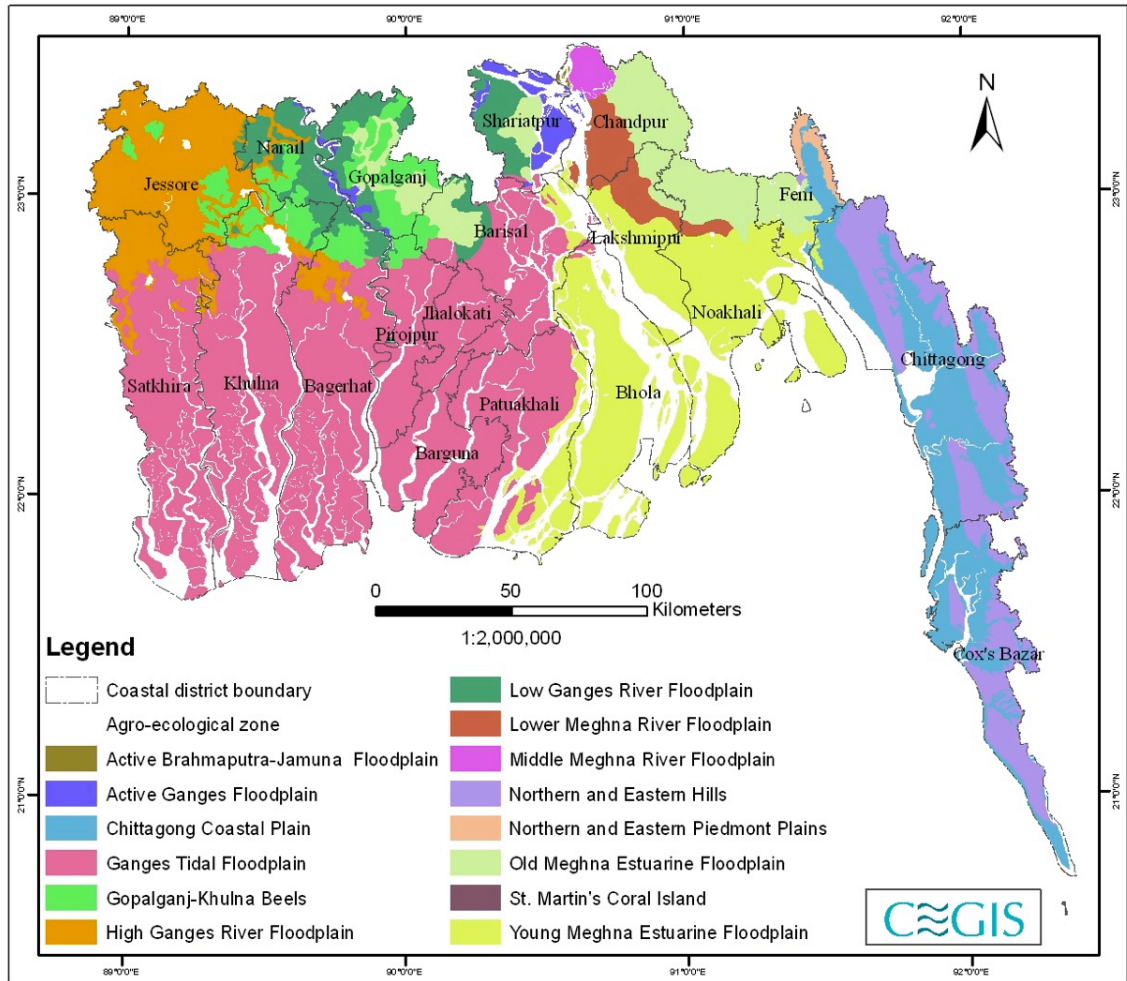 89°0'0"E 90°0'0"E 91°0'0"E 92°0'0"E
N
23°0'0"N
22°0'0"N
21°0'0"N
23°0'0"N
22°0'0"N
21°0'0"N
Shariatpur
Chandpur
Narail
Gopalganj
Jessore
Feni
Barisal
Lakshmipur
Noakhali
Jhalokati
Pirojpur
Chittagong
Satkhira
Khulna
Bagerhat
Bhola
Patuakhali
Barguna
Cox's Bazar
0 50 100
Kilometers
1:2,000,000
Legend
Coastal district boundary
Agro-ecological zone
Active Brahmaputra-Jamuna Floodplain
Active Ganges Floodplain
Chittagong Coastal Plain
Ganges Tidal Floodplain
Gopalganj-Khulna Beels
High Ganges River Floodplain
Low Ganges River Floodplain
Lower Meghna River Floodplain
Middle Meghna River Floodplain
Northern and Eastern Hills
Northern and Eastern Piedmont Plains
Old Meghna Estuarine Floodplain
St. Martin's Coral Island
Young Meghna Estuarine Floodplain
CEGIS
89°0'0"E 90°0'0"E 91°0'0"E 92°0'0"E